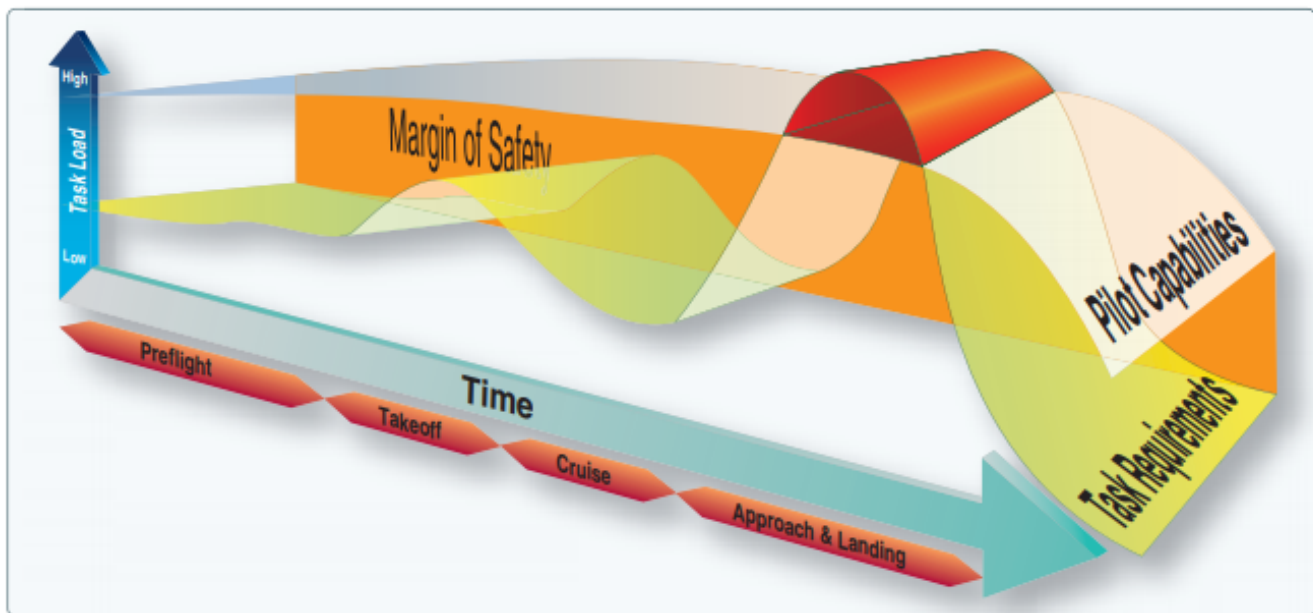 High
Task Load
Low
Margin of Safety
Pilot Capabilities
Task Requirements
Time
Preflight
Takeoff
Cruise
Approach & Landing